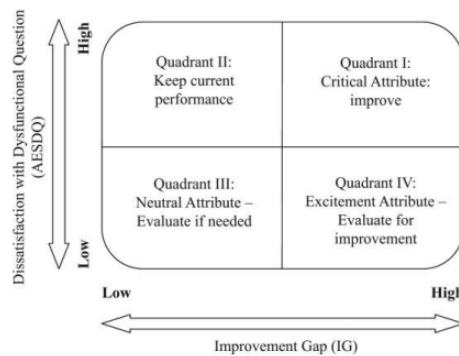 High
Dissatisfaction with Dysfunctional Question
(AESDQ)
Low
Quadrant II:
Keep current
performance
Quadrant I:
Critical Attribute:
improve
Quadrant III:
Neutral Attribute –
Evaluate if needed
Quadrant IV:
Excitement Attribute –
Evaluate for
improvement
Low
High
Improvement Gap (IG)